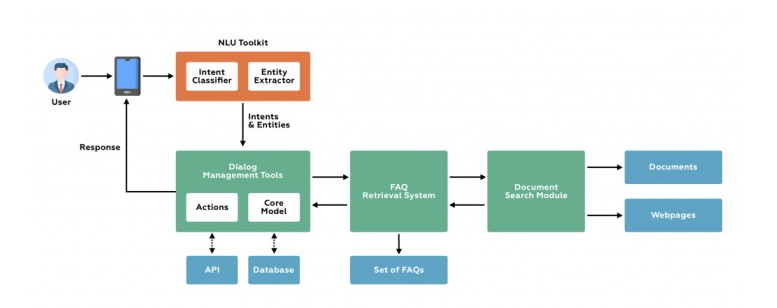 NLU Toolkit
Intent
Classifier
Entity
Extractor
User
Intents
& Entities
Response
Dialog
Management Tools
Actions
Core
Model
FAQ
Retrieval System
Document
Search Module
Documents
Webpages
API
Database
Set of FAQs